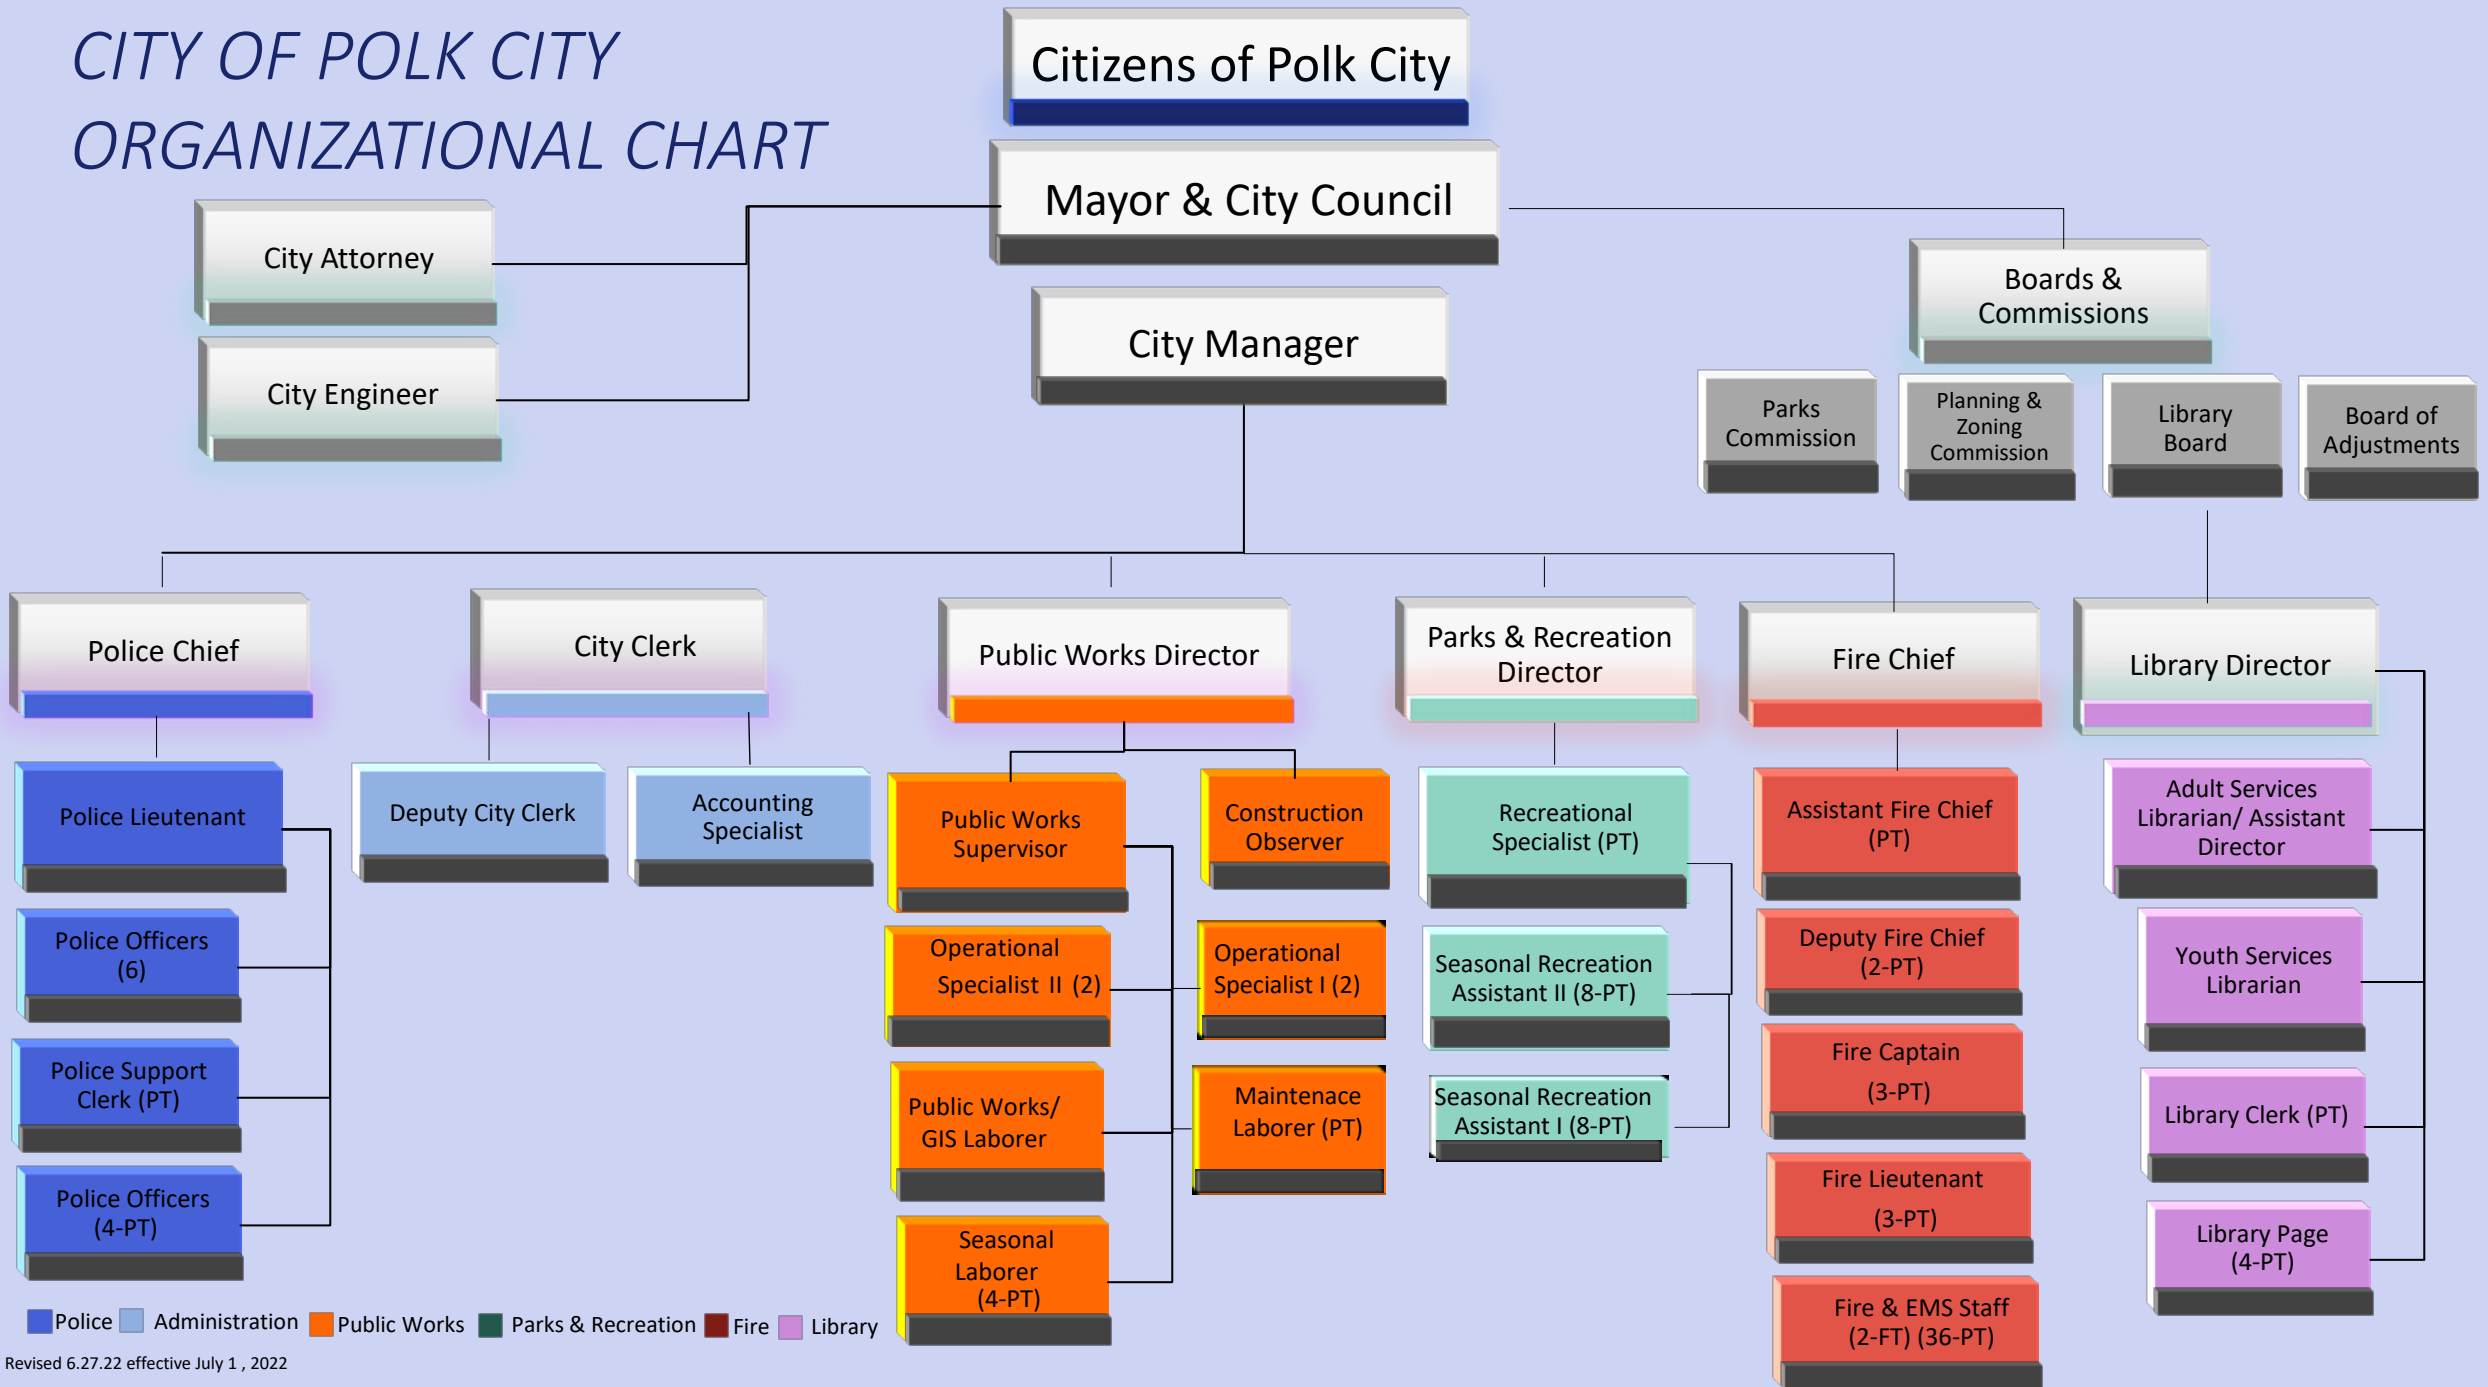 CITY OF POLK CITY
ORGANIZATIONAL CHART
Citizens of Polk City
Mayor & City Council
City Attorney
City Engineer
City Manager
Boards &
Commissions
Parks
Commission
Planning &
Zoning
Commission
Library
Board
Board of
Adjustments
Police Chief
City Clerk
Public Works Director
Parks & Recreation
Director
Fire Chief
Library Director
Police Lieutenant
Police Officers
(6)
Police Support
Clerk (PT)
Police Officers
(4-PT)
Deputy City Clerk
Accounting
Specialist
Public Works
Supervisor
Construction
Observer
Operational
Specialist II (2)
Operational
Specialist I (2)
Public Works/
GIS Laborer
Maintenace
Laborer (PT)
Seasonal
Laborer
(4-PT)
Recreational
Specialist (PT)
Seasonal Recreation
Assistant II (8-PT)
Seasonal Recreation
Assistant I (8-PT)
Assistant Fire Chief
(PT)
Deputy Fire Chief
(2-PT)
Fire Captain
(3-PT)
Fire Lieutenant
(3-PT)
Fire & EMS Staff
(2-FT) (36-PT)
Adult Services
Librarian/ Assistant
Director
Youth Services
Librarian
Library Clerk (PT)
Library Page
(4-PT)
Police Administration Public Works Parks & Recreation Fire Library
Revised 6.27.22 effective July 1 , 2022